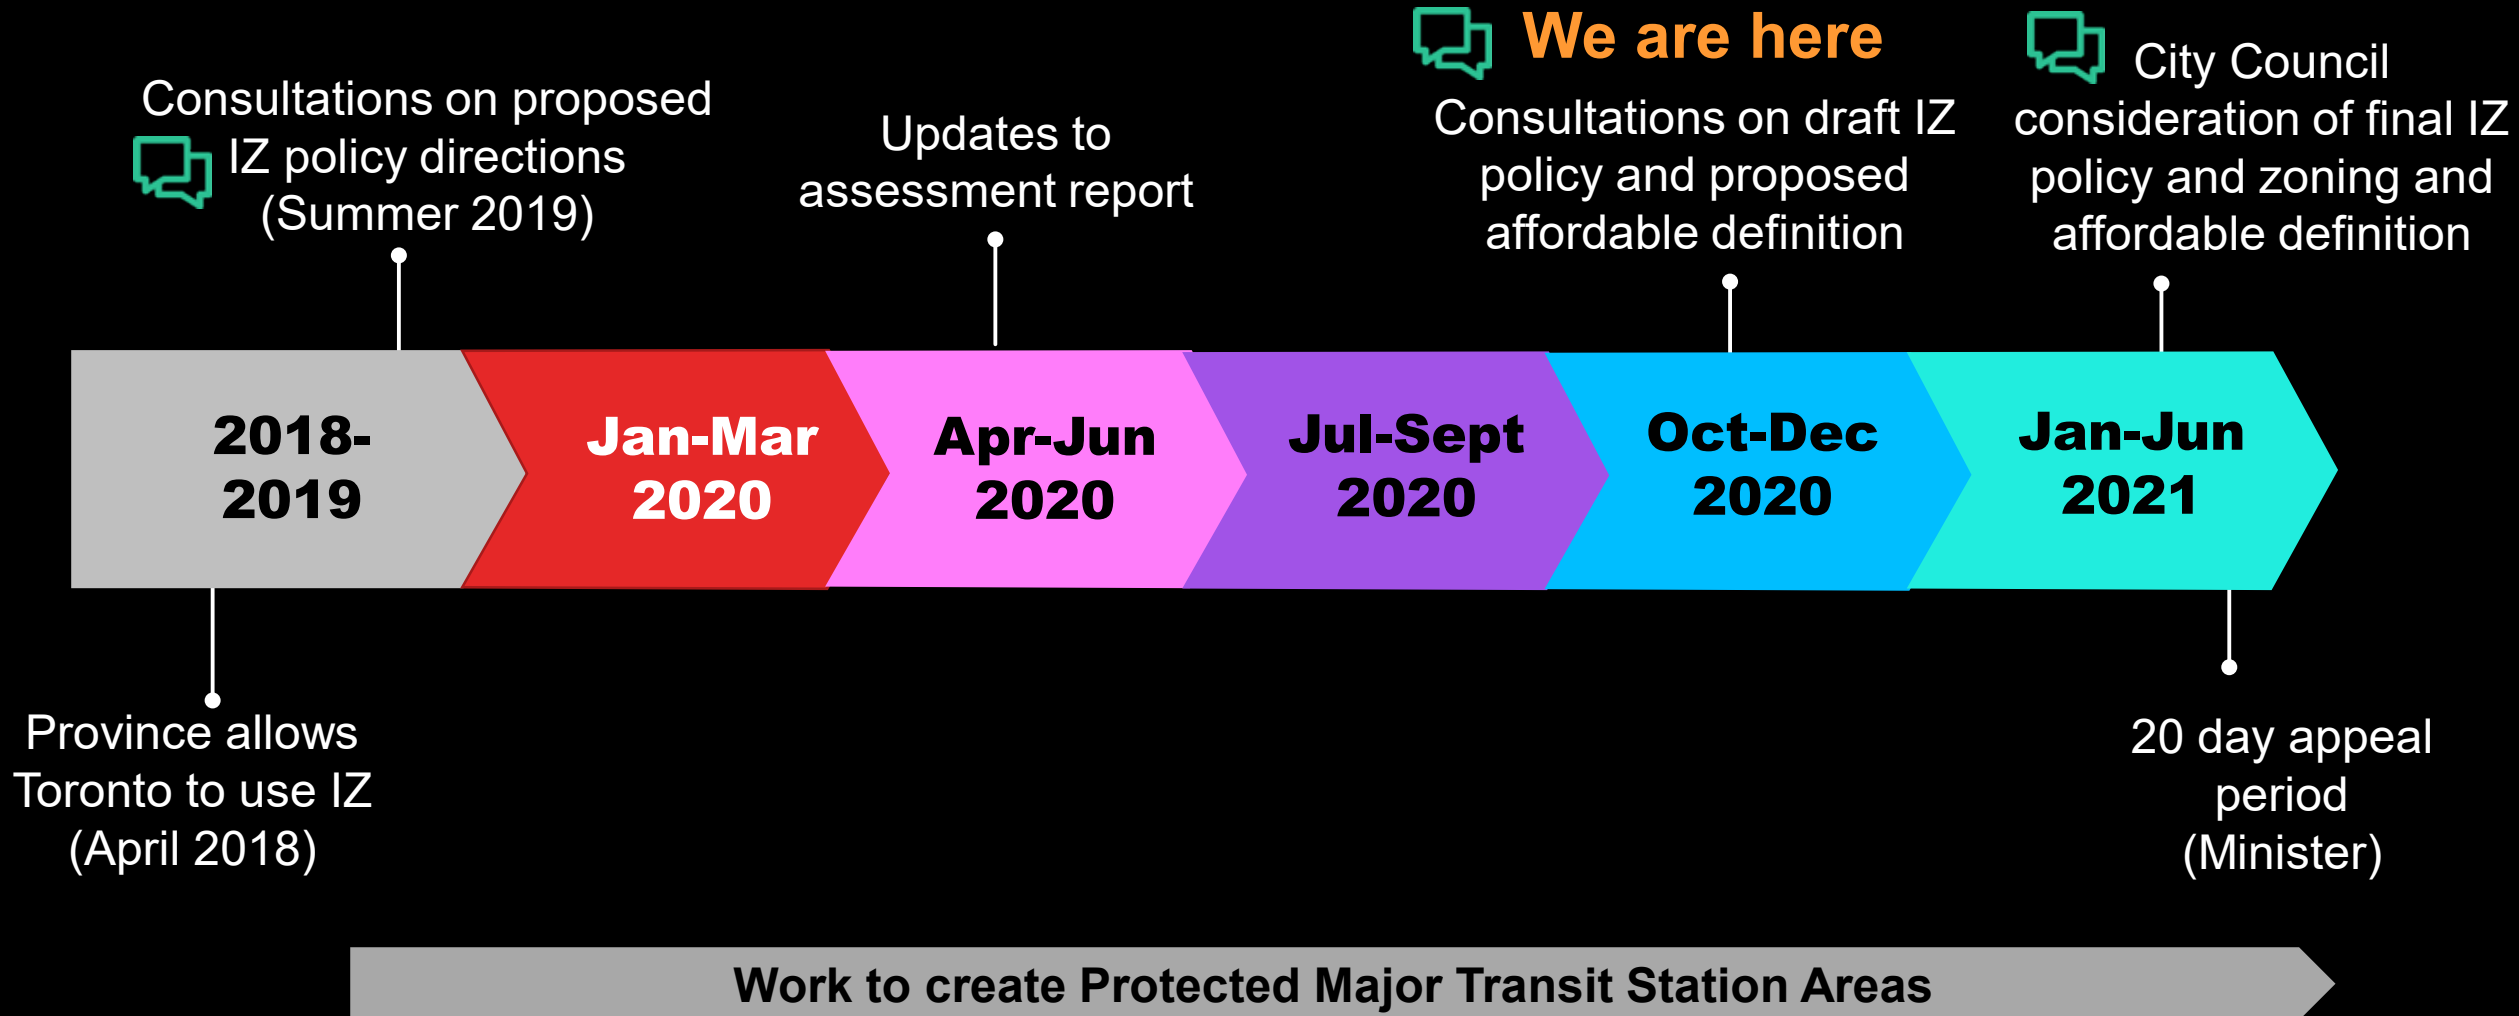 Consultations on proposed
IZ policy directions
(Summer 2019)
Updates to
assessment report
We are here
Consultations on draft IZ
policy and proposed
affordable definition
City Council
consideration of final IZ
policy and zoning and
affordable definition
2018-
2019
Jan-Mar
2020
Apr-Jun
2020
Jul-Sept
2020
Oct-Dec
2020
Jan-Jun
2021
Province allows
Toronto to use IZ
(April 2018)
20 day appeal
period
(Minister)
Work to create Protected Major Transit Station Areas